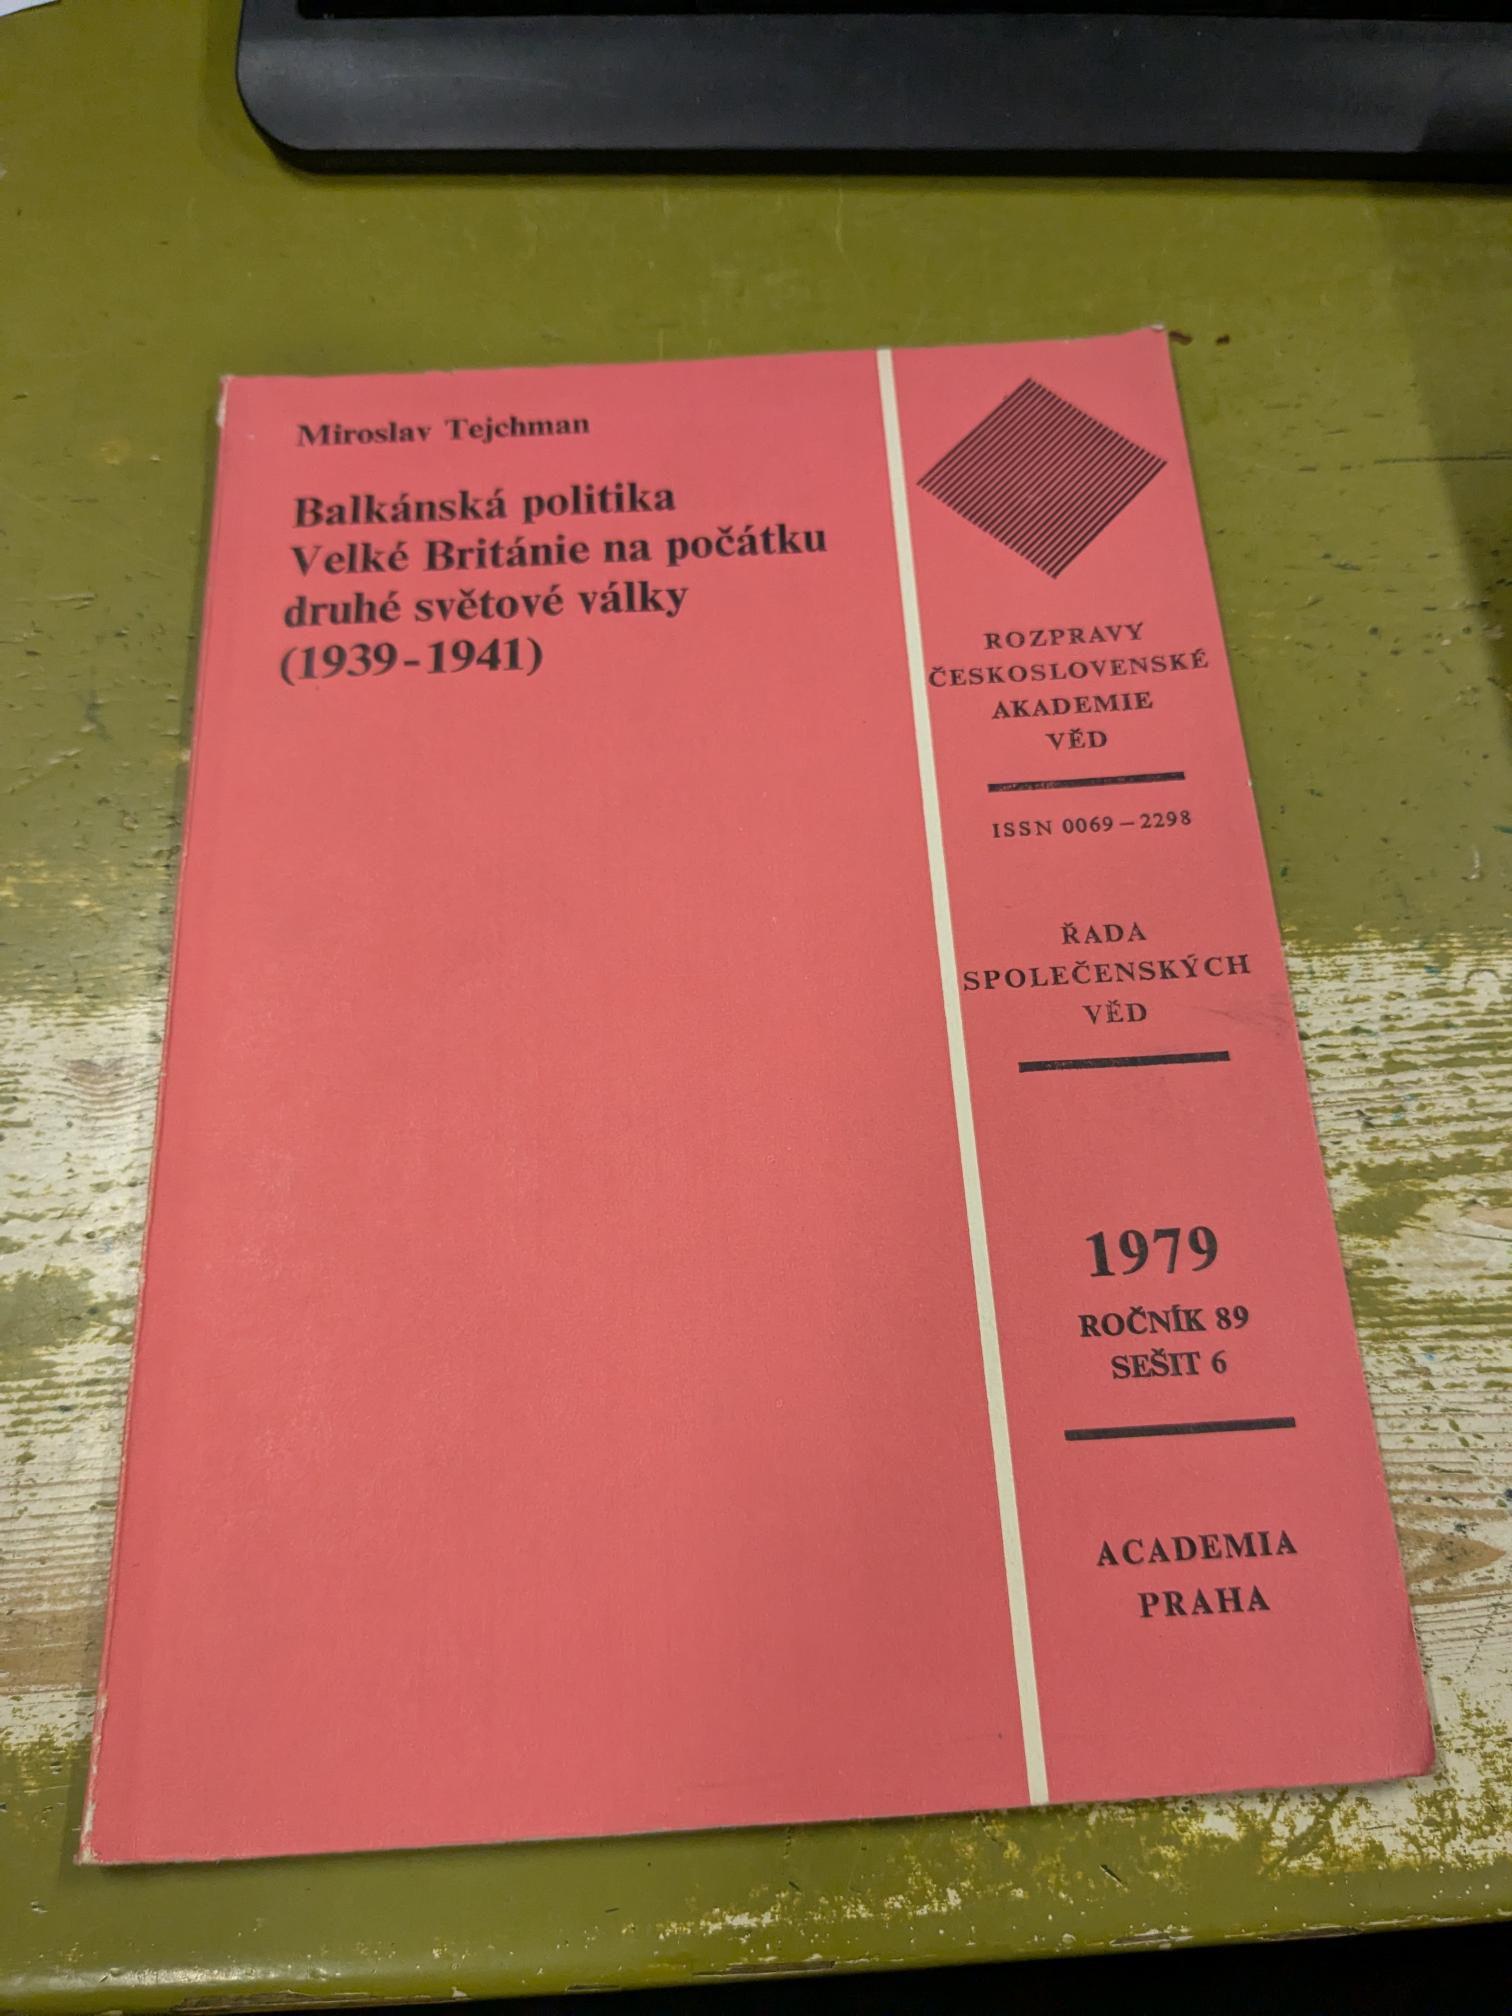 Miroslav Tejchman
Balkánská politika
Velké Británie na počátku
druhé světové války
(1939-1941)
ROZPRAVY
ČESKOSLOVENSKÉ
AKADEMIE
VĚD
ISSN 0069-2298
ŘADA
SPOLEČENSKÝCH
VĚD
1979
ROČNÍK 89
SEŠIT 6
ACADEMIA
PRAHA